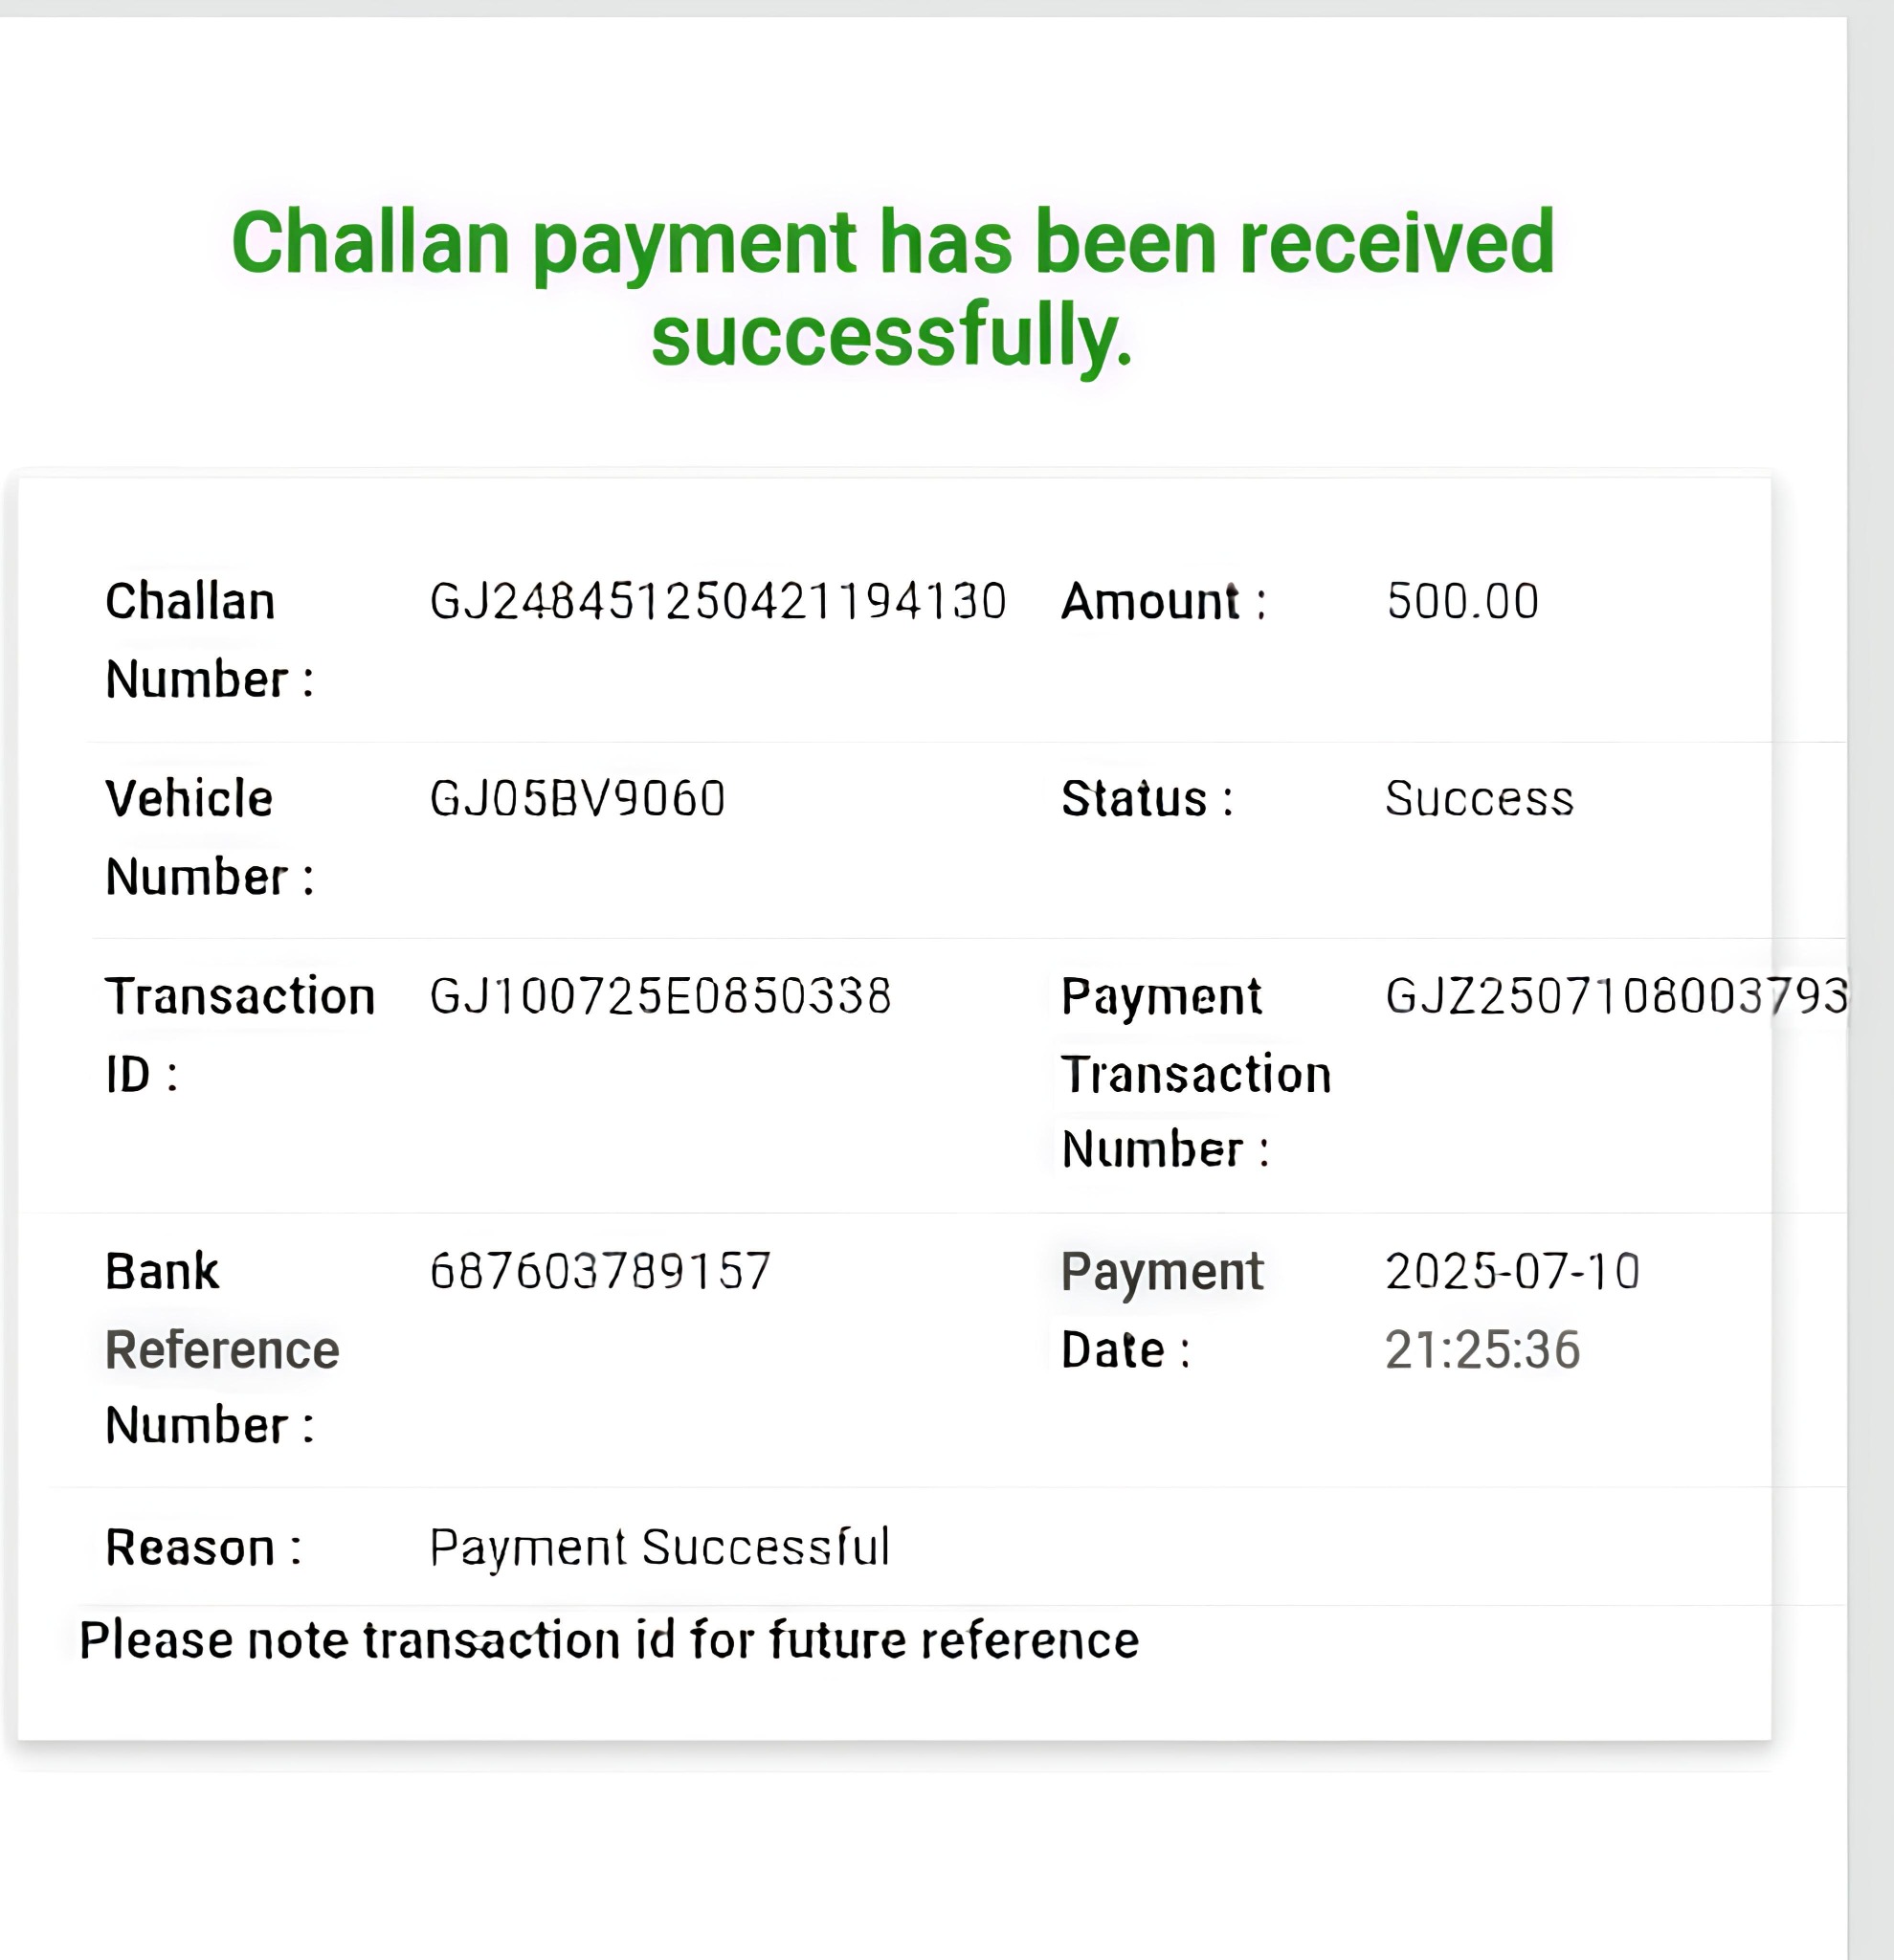 Challan payment has been received
successfully.
Challan Number : GJ248451250421194130 Amount : 500.00
Vehicle Number : GJ05BV9060 Status : Success
Transaction ID : GJ100725E0850338 Payment Transaction Number : GJZ2507108003793
Bank Reference Number : 687603789157 Payment Date : 2025-07-10 21:25:36
Reason : Payment Successful
Please note transaction id for future reference